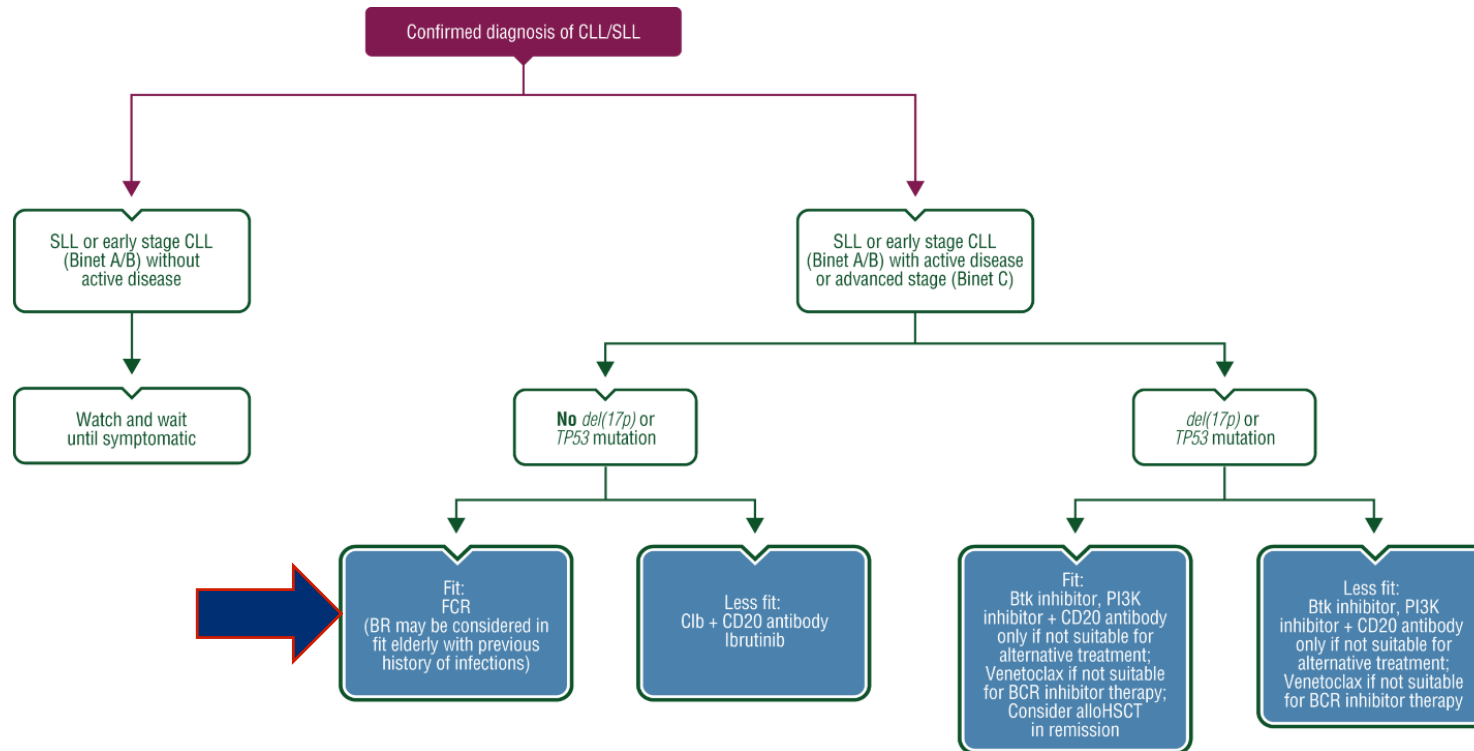 Confirmed diagnosis of CLL/SLL
SLL or early stage CLL
(Binet A/B) without
active disease
SLL or early stage CLL
(Binet A/B) with active disease
or advanced stage (Binet C)
Watch and wait
until symptomatic
No del(17p) or
TP53 mutation
del(17p) or
TP53 mutation
Fit:
FCR
(BR may be considered in
fit elderly with previous
history of infections)
Less fit:
Clb + CD20 antibody
Ibrutinib
Fit:
Btk inhibitor, PI3K
inhibitor + CD20 antibody
only if not suitable for
alternative treatment;
Venetoclax if not suitable
for BCR inhibitor therapy;
Consider alloHSCT
in remission
Less fit:
Btk inhibitor, PI3K
inhibitor + CD20 antibody
only if not suitable for
alternative treatment;
Venetoclax if not suitable
for BCR inhibitor therapy